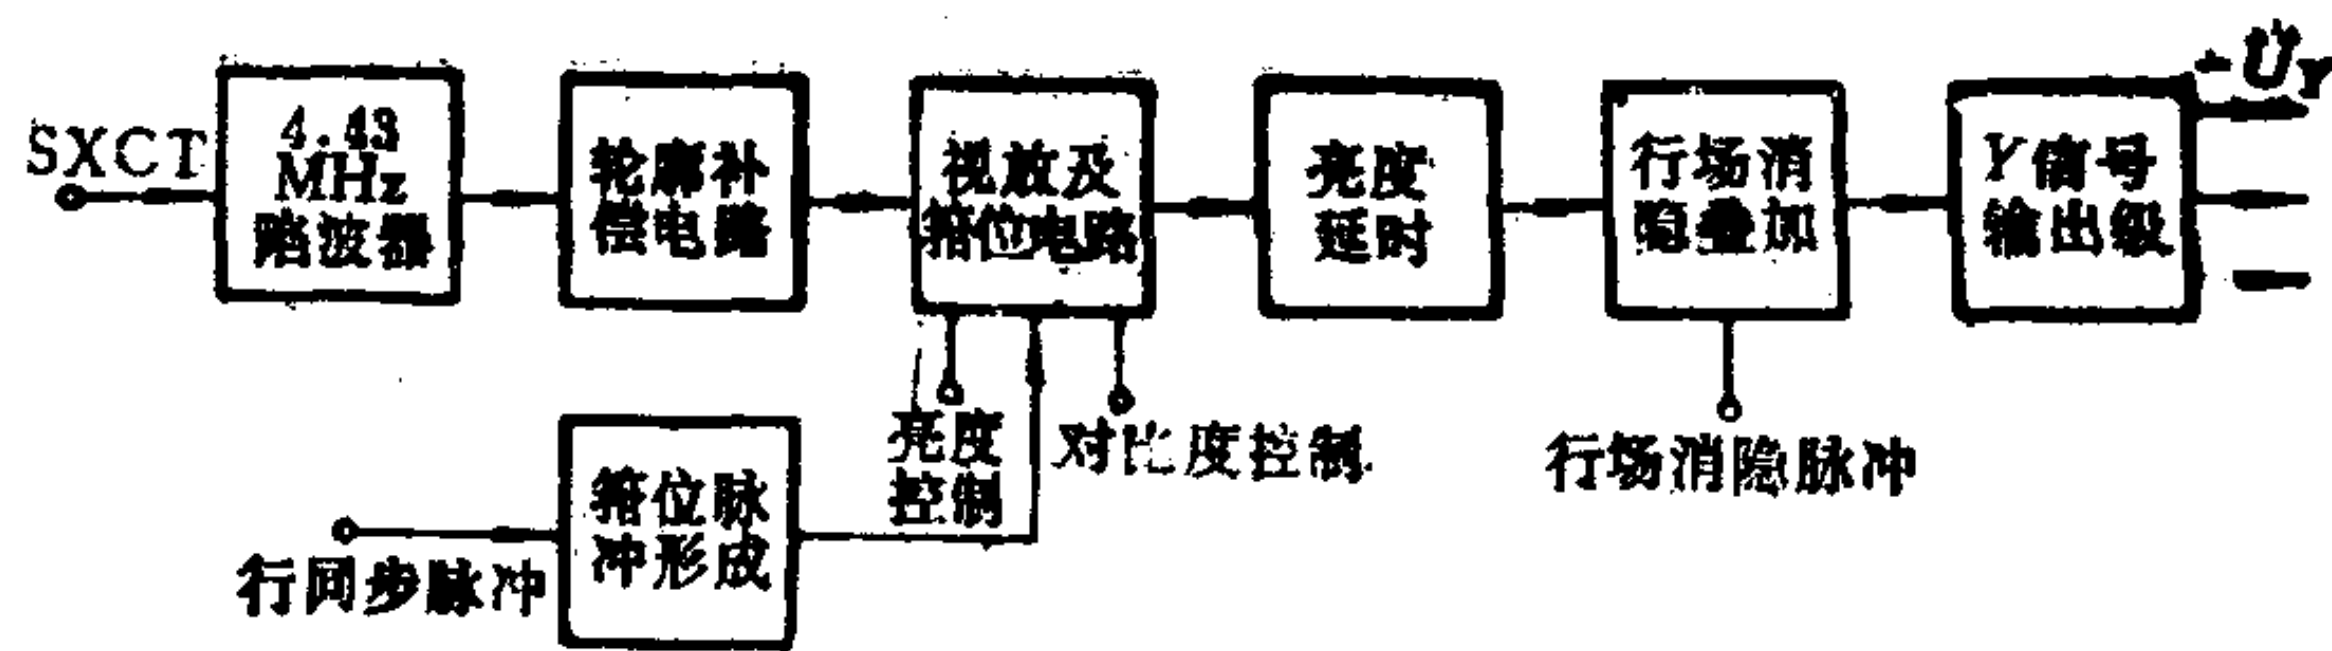 SXCT
4.43
MHz
陷波器
轮廓补
偿电路
视放及
箝位电路
亮度
延时
行场消
隐叠加
Y信号
输出级
-U̇Y
亮度
控制
对比度控制
行场消隐脉冲
行同步脉冲
箝位脉
冲形成